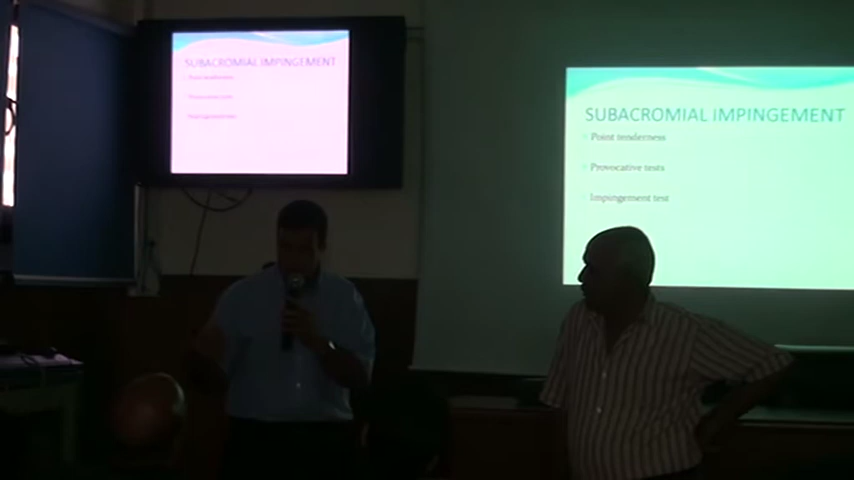 SUBACROMIAL IMPINGEMENT
SUBACROMIAL IMPINGEMENT
Point tenderness
Provocative tests
Impingement test